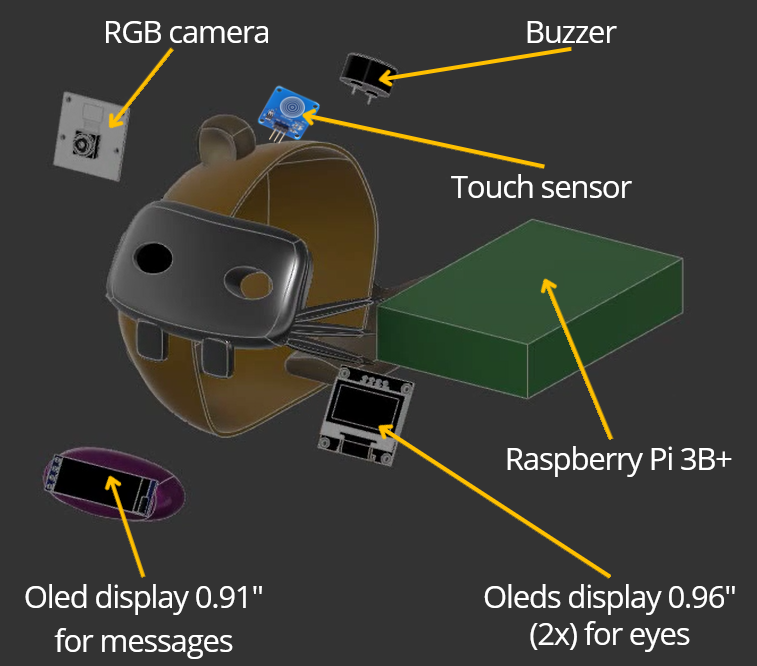 RGB camera
Buzzer
Touch sensor
Raspberry Pi 3B+
Oled display 0.91"
for messages
Oleds display 0.96"
(2x) for eyes